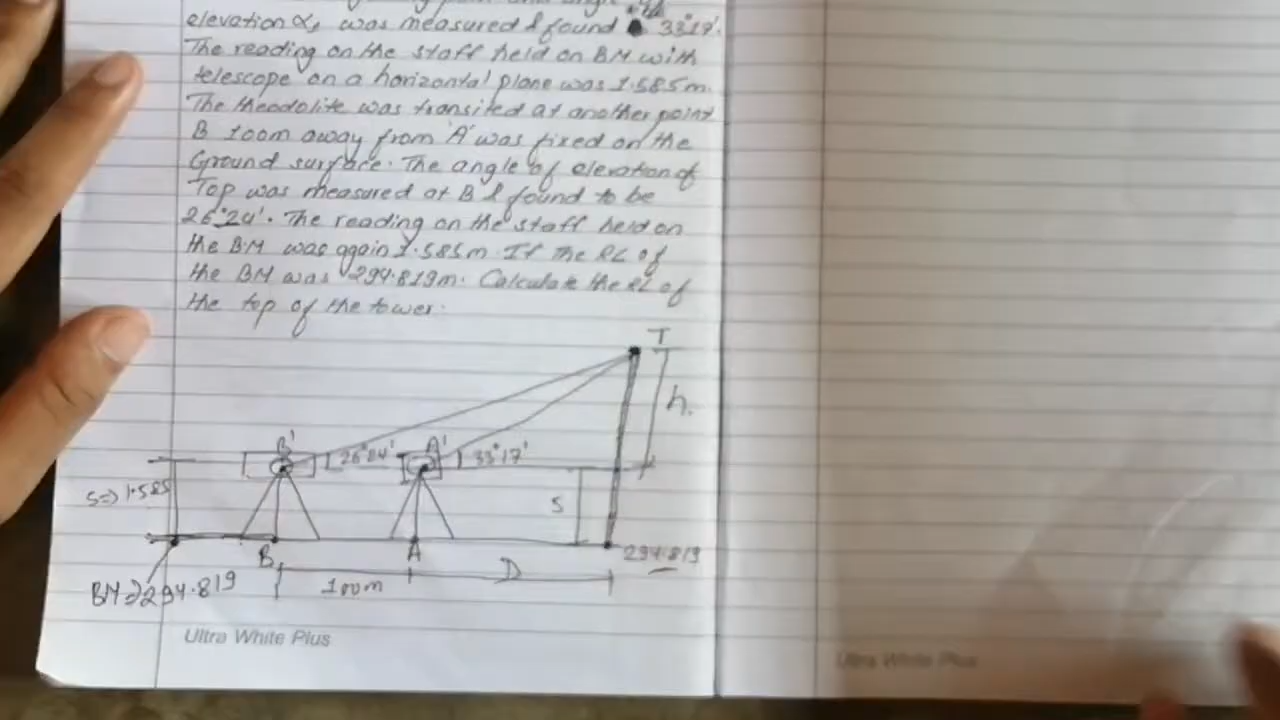 elevation α, was measured & found 33°17'.
The reading on the staff held on BM with
telescope on a horizontal plane was 1.585m.
The theodolite was transited at another point
B 100m away from 'A' was fixed on the
Ground surface. The angle of elevation of
Top was measured at B & found to be
26°24'. The reading on the staff held on
the B.M was again 1.585m. If the RL of
the BM was 294.819m. Calculate the RL of
the top of the tower.
T
h.
B'
26°24'
A'
33°17'
S=>1.585
S
B
A
294.819
BM=>294.819
100m
D
Ultra White Plus
Ultra White Plus